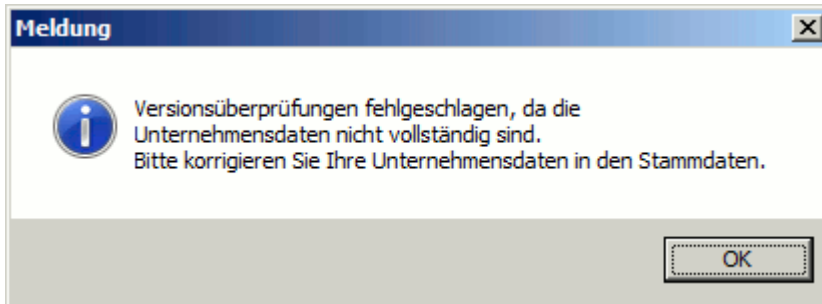 Meldung
Versionsüberprüfungen fehlgeschlagen, da die
Unternehmensdaten nicht vollständig sind.
Bitte korrigieren Sie Ihre Unternehmensdaten in den Stammdaten.
OK